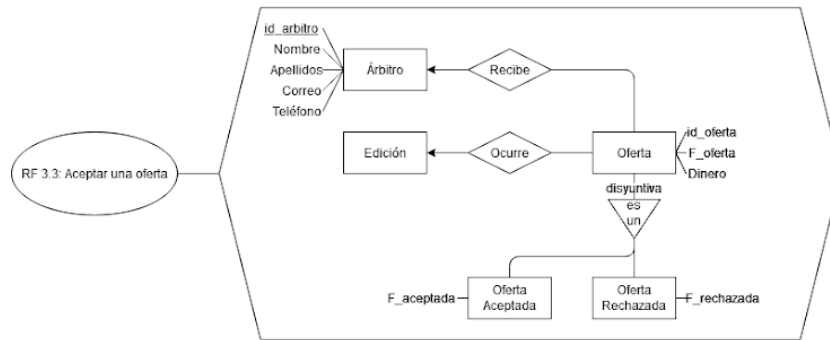 id_arbitro
Nombre
Apellidos
Correo
Teléfono
Árbitro
Recibe
Edición
Ocurre
Oferta
id_oferta
F_oferta
Dinero
RF 3.3: Aceptar una oferta
disyuntiva
es
un
F_aceptada
Oferta
Aceptada
Oferta
Rechazada
F_rechazada